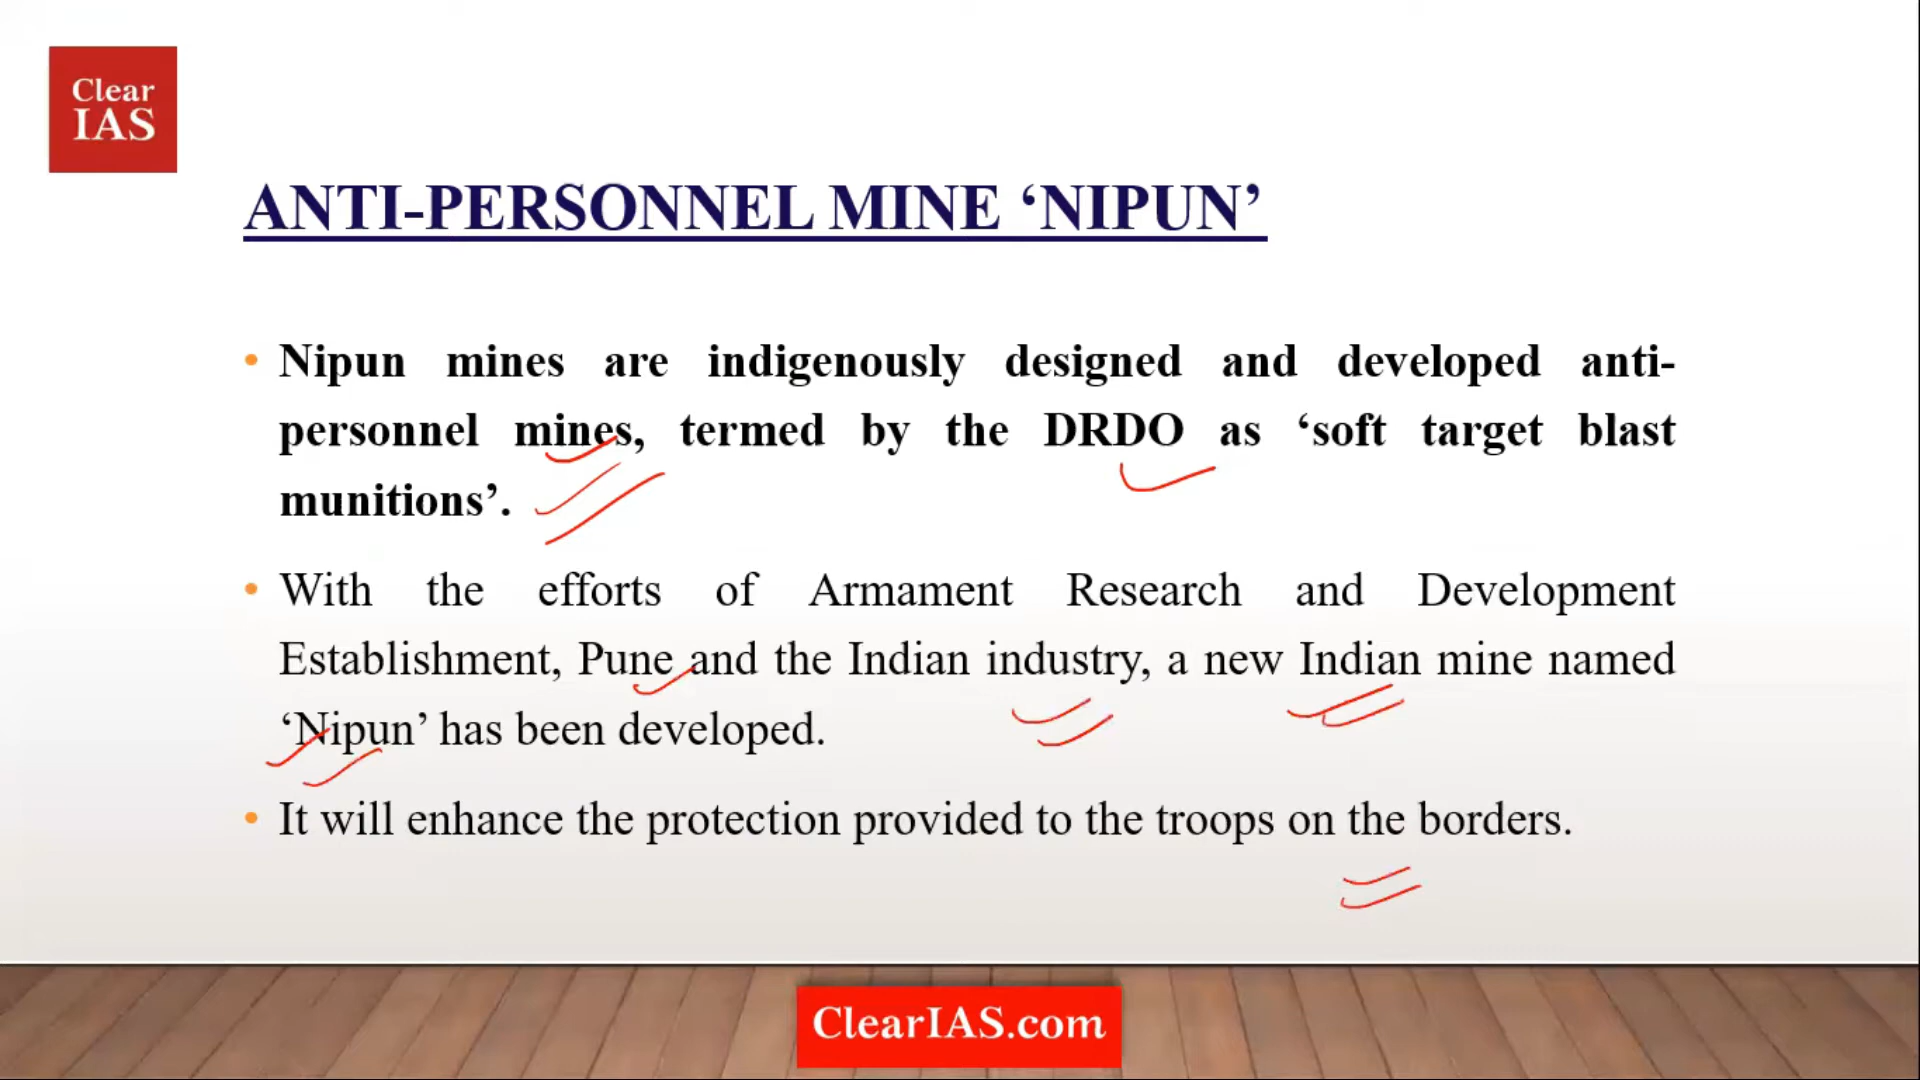 Clear
IAS
ANTI-PERSONNEL MINE ‘NIPUN’
• Nipun mines are indigenously designed and developed anti-
personnel mines, termed by the DRDO as ‘soft target blast
munitions’.
• With the efforts of Armament Research and Development
Establishment, Pune and the Indian industry, a new Indian mine named
‘Nipun’ has been developed.
• It will enhance the protection provided to the troops on the borders.
ClearIAS.com